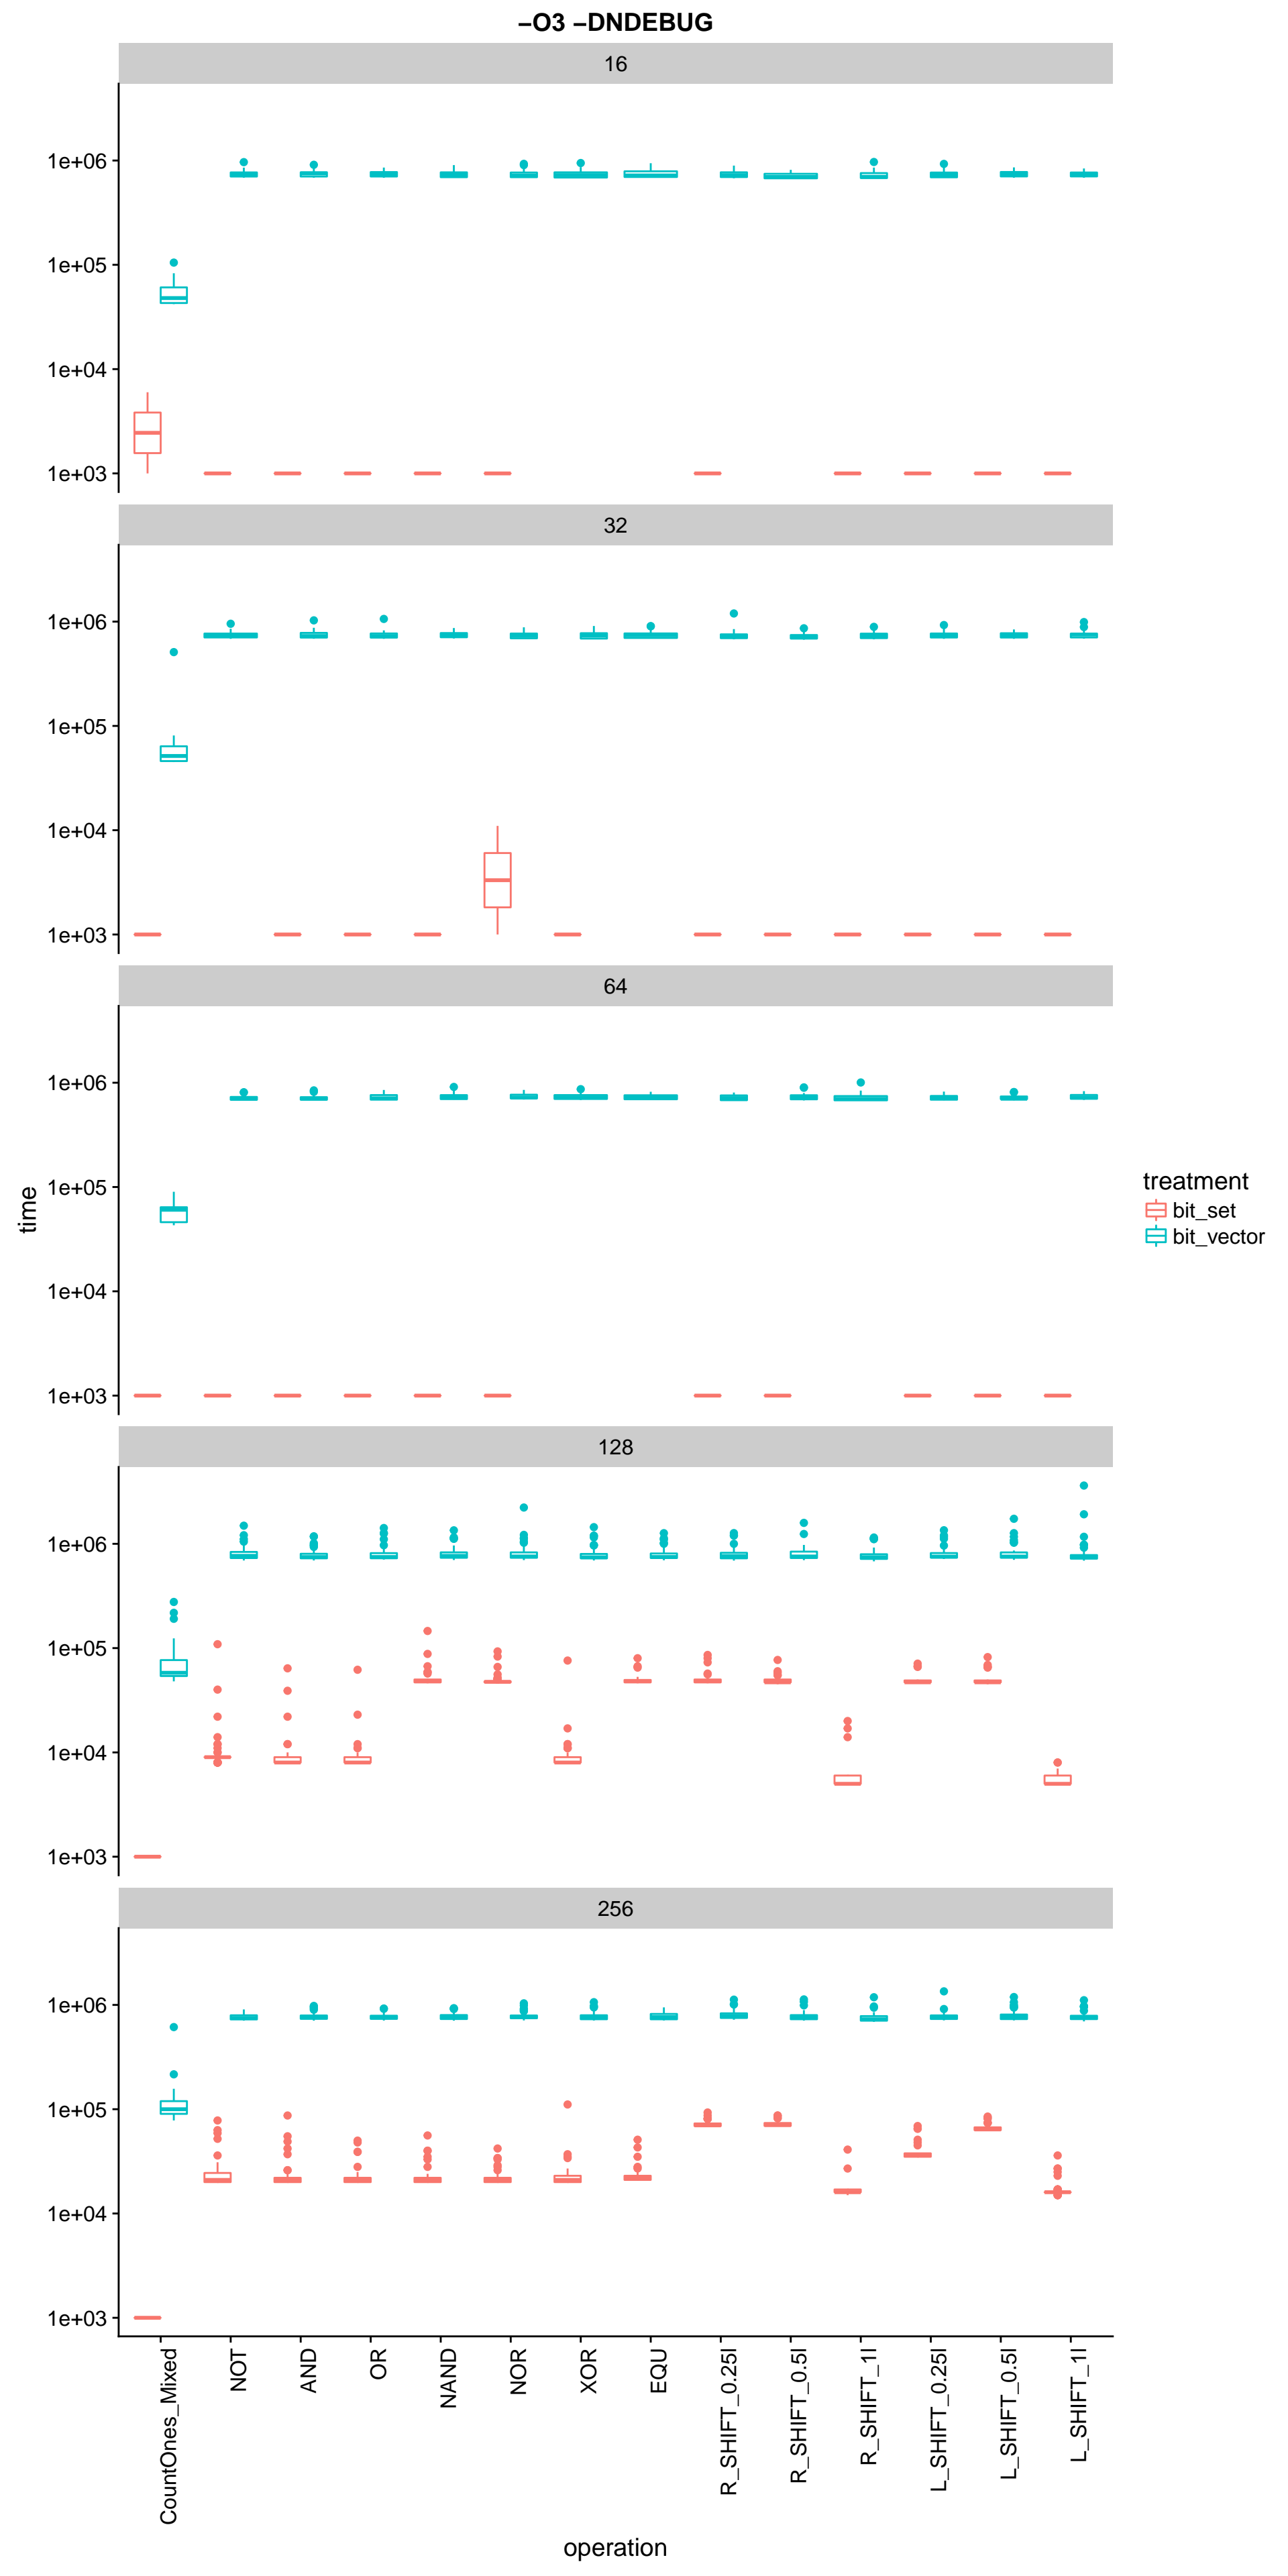 –O3 –DNDEBUG
16
1e+06
1e+05
1e+04
1e+03
32
1e+06
1e+05
1e+04
1e+03
64
1e+06
1e+05
1e+04
1e+03
128
1e+06
1e+05
1e+04
1e+03
256
1e+06
1e+05
1e+04
1e+03
time
treatment
bit_set
bit_vector
CountOnes_Mixed
NOT
AND
OR
NAND
NOR
XOR
EQU
R_SHIFT_0.25l
R_SHIFT_0.5l
R_SHIFT_1l
L_SHIFT_0.25l
L_SHIFT_0.5l
L_SHIFT_1l
operation